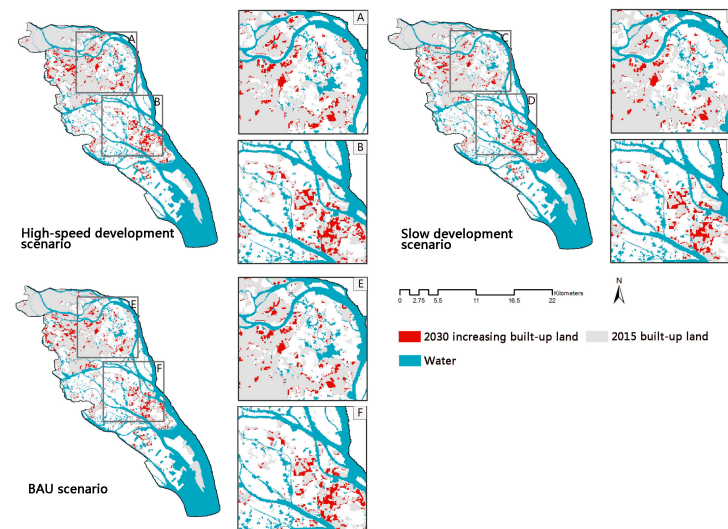 A
B
A
B
High-speed development
scenario
C
D
Slow development
scenario
E
F
E
F
BAU scenario
Kilometers
0 2.75 5.5 11 16.5 22
N
2030 increasing built-up land
2015 built-up land
Water